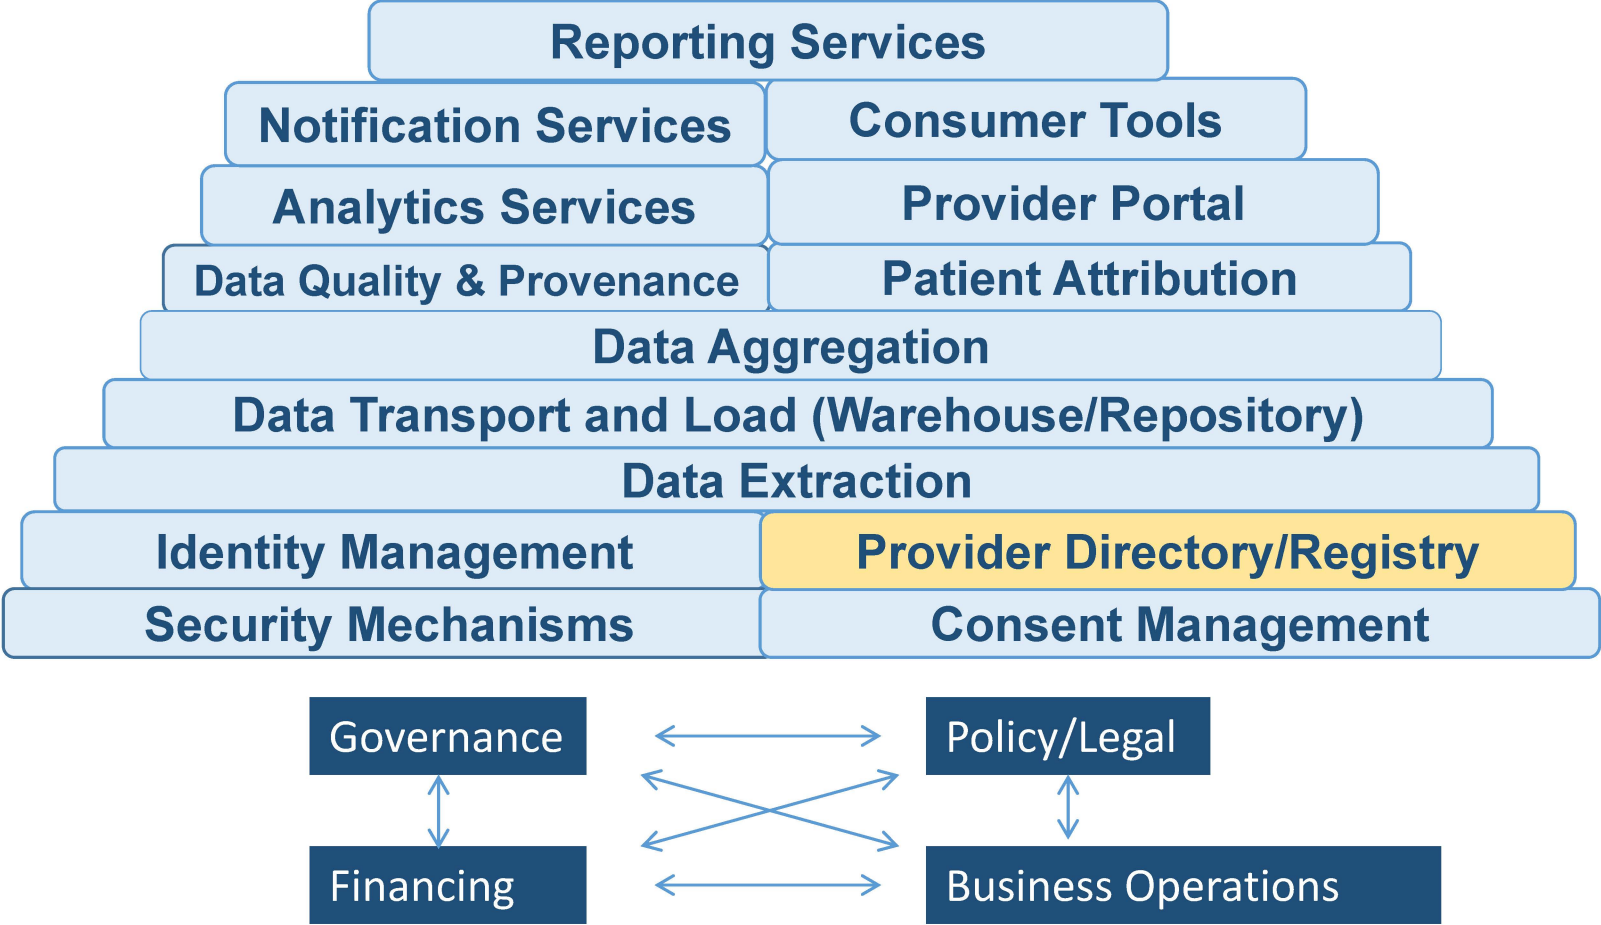 Reporting Services
Notification Services
Consumer Tools
Analytics Services
Provider Portal
Data Quality & Provenance
Patient Attribution
Data Aggregation
Data Transport and Load (Warehouse/Repository)
Data Extraction
Identity Management
Provider Directory/Registry
Security Mechanisms
Consent Management
Governance
Policy/Legal
Financing
Business Operations